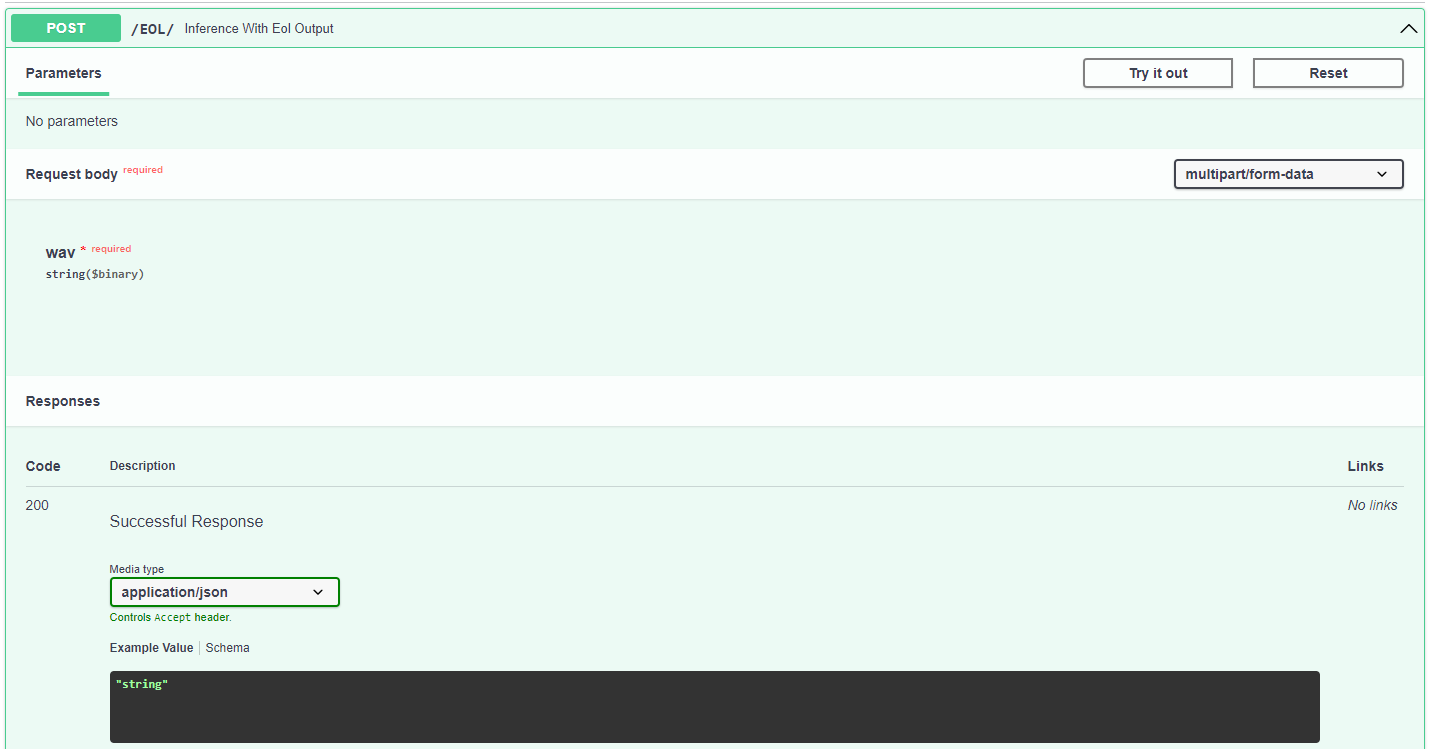 POST /EOL/ Inference With Eol Output
Parameters Try it out Reset
No parameters
Request body required multipart/form-data
wav * required
string($binary)
Responses
Code Description Links
200 No links
Successful Response
Media type
application/json
Controls Accept header.
Example Value Schema
"string"